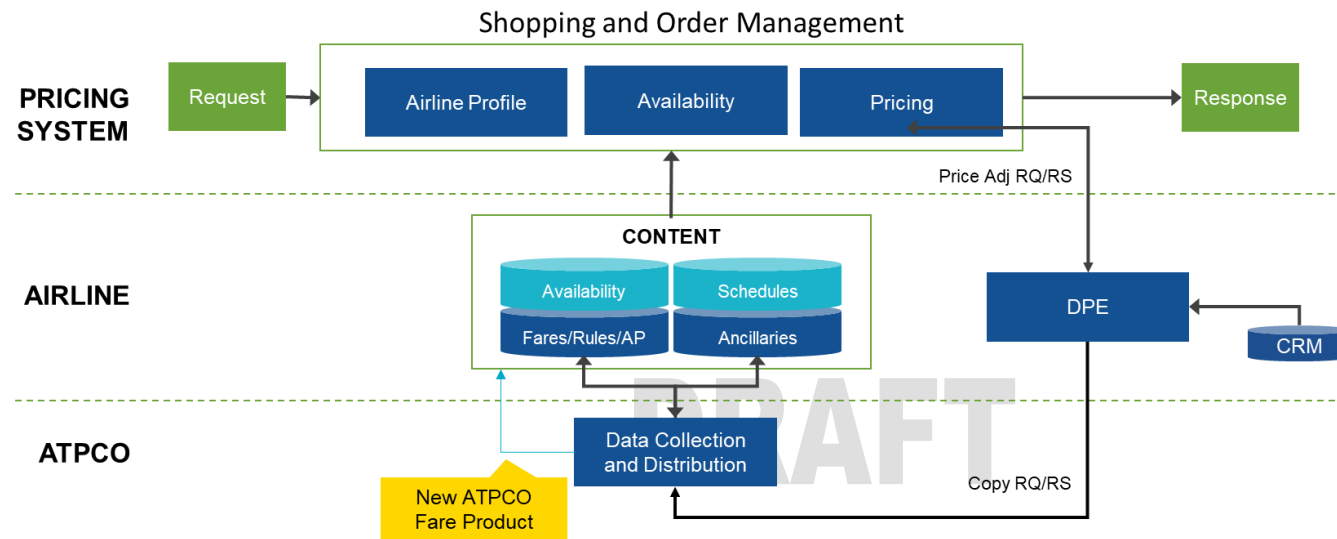 Shopping and Order Management
PRICING
SYSTEM
Request
Airline Profile
Availability
Pricing
Response
Price Adj RQ/RS
AIRLINE
CONTENT
Availability
Schedules
Fares/Rules/AP
Ancillaries
DPE
CRM
DRAFT
ATPCO
Data Collection
and Distribution
New ATPCO
Fare Product
Copy RQ/RS